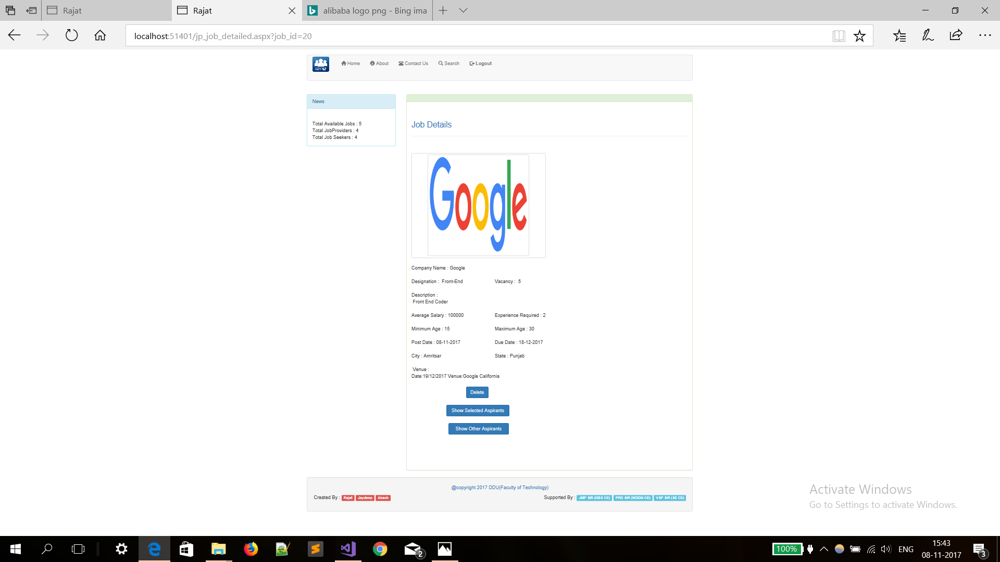 Rajat
Rajat
alibaba logo png - Bing ima
localhost:51401/jp_job_detailed.aspx?job_id=20
Home About Contact Us Search Logout
News
Total Available Jobs : 5
Total JobProviders : 4
Total Job Seekers : 4
Job Details
Google
Company Name : Google
Designation : Front-End Vacancy : 5
Description :
Front End Coder
Average Salary : 100000 Experience Required : 2
Minimum Age : 15 Maximum Age : 30
Post Date : 08-11-2017 Due Date : 18-12-2017
City : Amritsar State : Punjab
Venue :
Date:19/12/2017 Venue:Google California
Delete
Show Selected Aspirants
Show Other Aspirants
@copyright 2017 DDU(Faculty of Technology)
Created By : Rajat Jaydeep Akash Supported By : JMP SIR (DBS CE) PRD SIR (WDDN CE) VSP SIR (SE CE)
Activate Windows
Go to Settings to activate Windows.
2
100%
ENG
15:43
08-11-2017
3